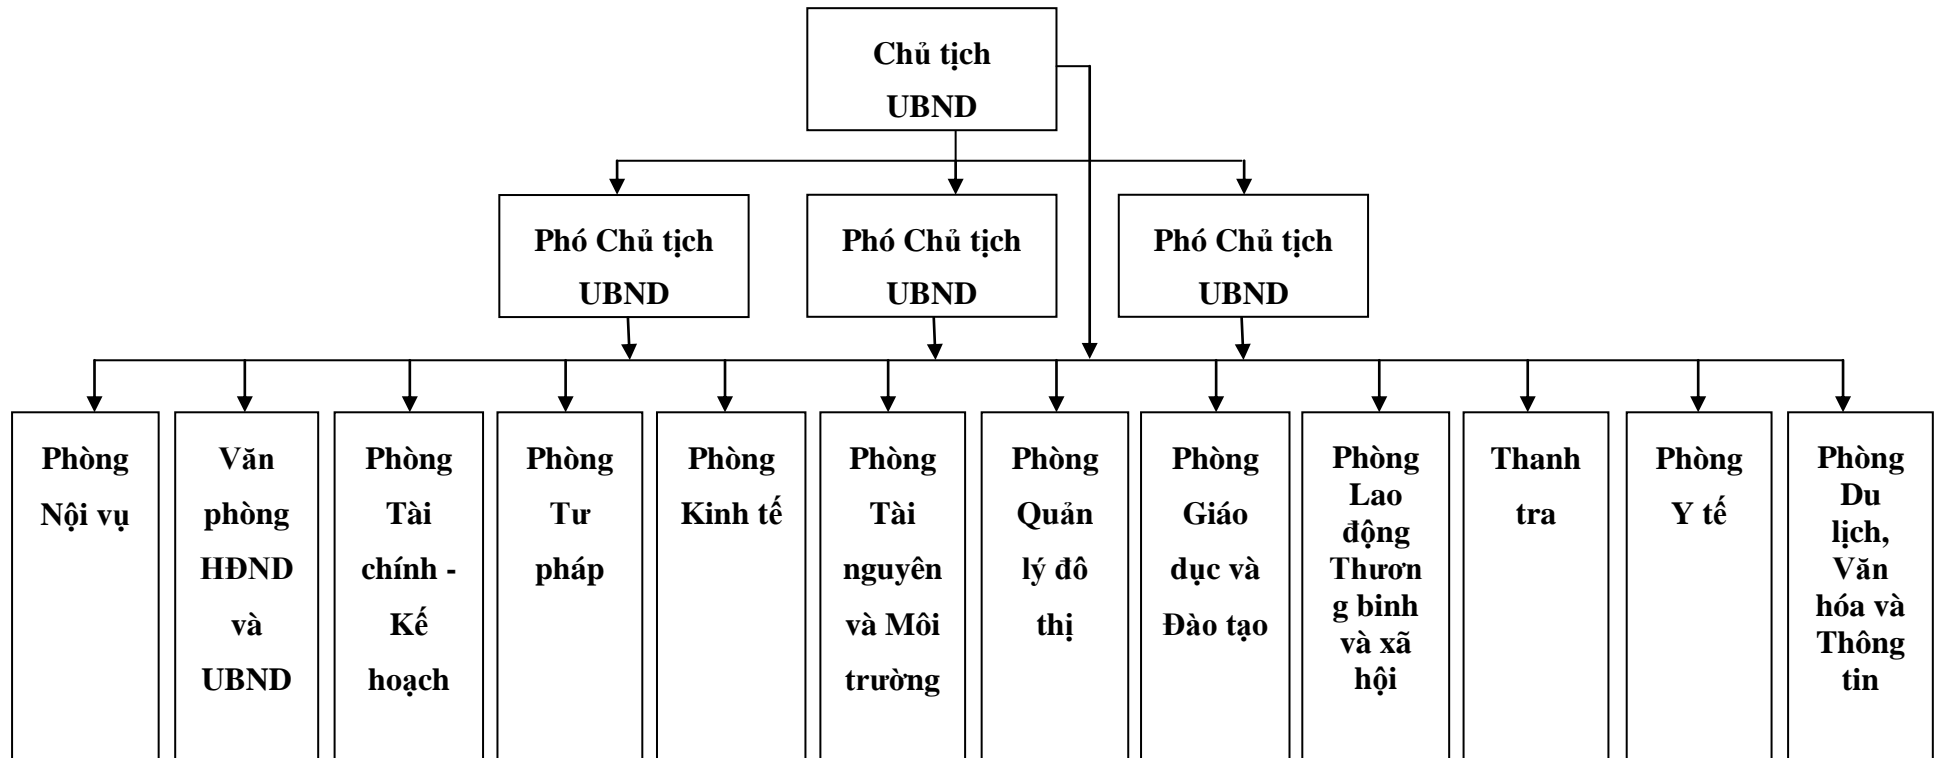 Chủ tịch
UBND
Phó Chủ tịch
UBND
Phó Chủ tịch
UBND
Phó Chủ tịch
UBND
Phòng
Nội vụ
Văn
phòng
HĐND
và
UBND
Phòng
Tài
chính -
Kế
hoạch
Phòng
Tư
pháp
Phòng
Kinh tế
Phòng
Tài
nguyên
và Môi
trường
Phòng
Quản
lý đô
thị
Phòng
Giáo
dục và
Đào tạo
Phòng
Lao
động
Thươn
g binh
và xã
hội
Thanh
tra
Phòng
Y tế
Phòng
Du
lịch,
Văn
hóa và
Thông
tin